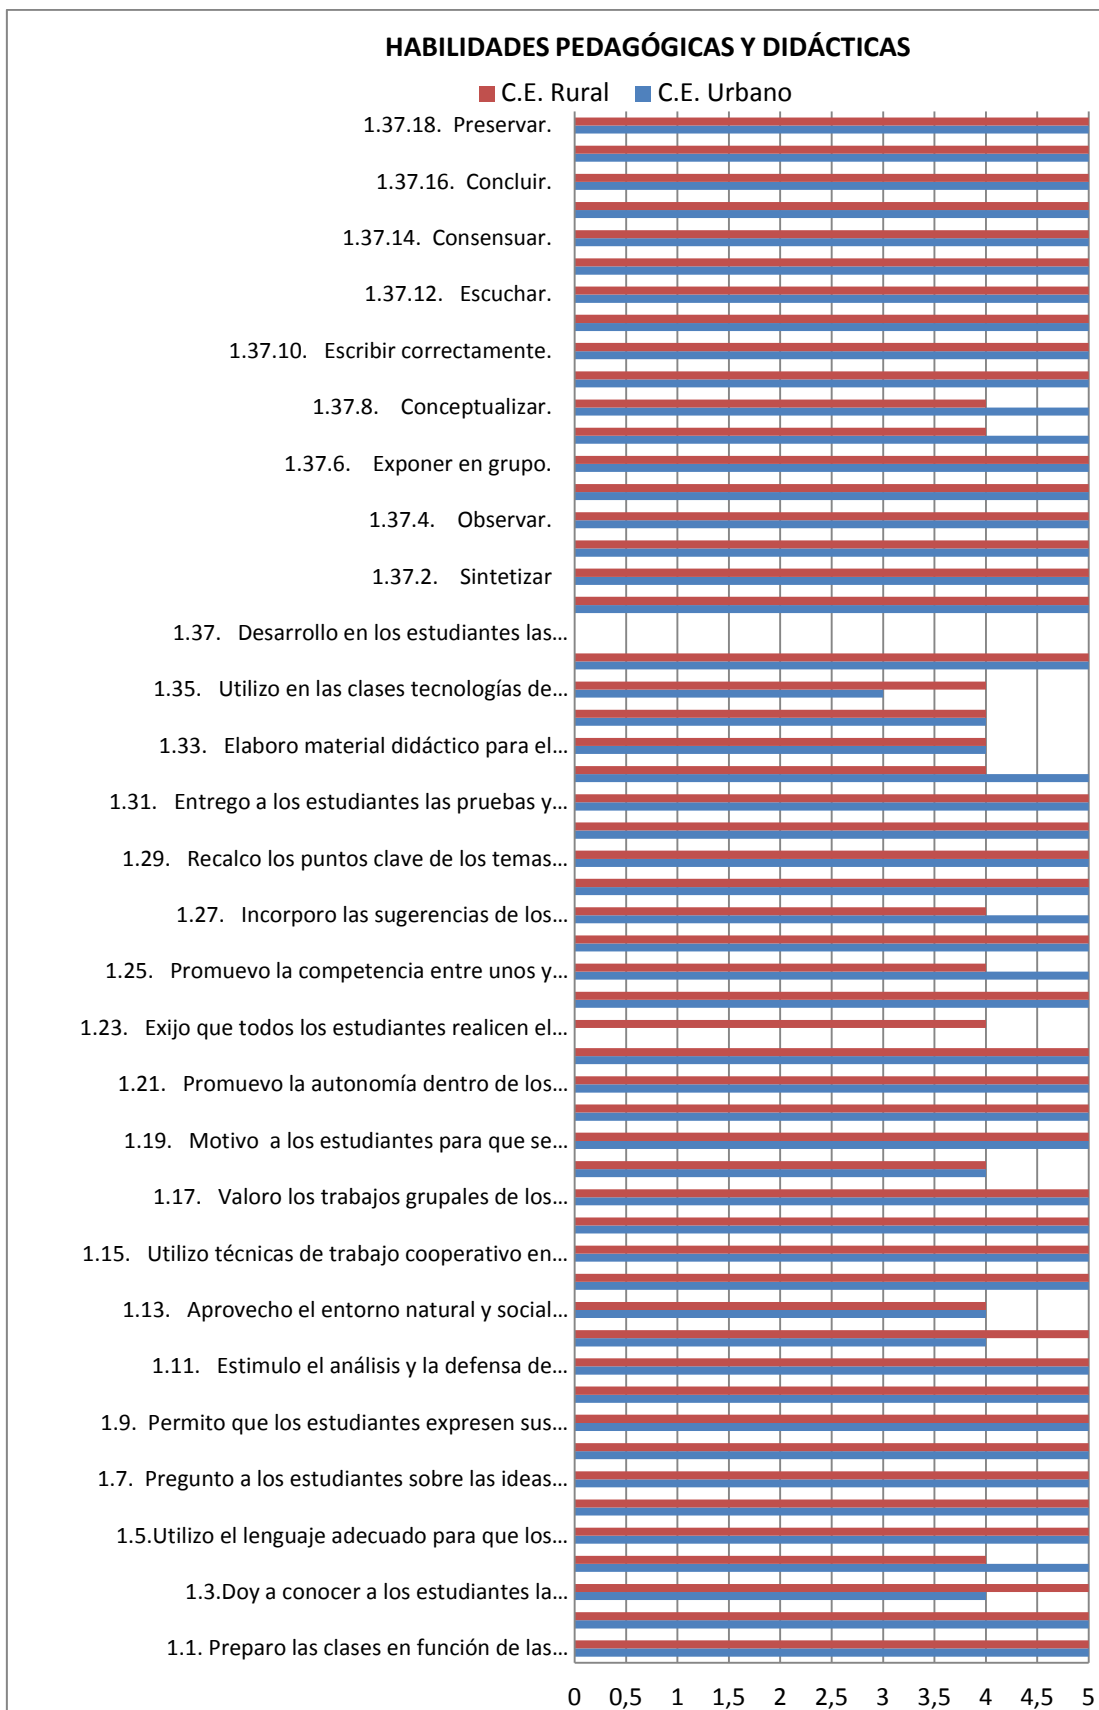 HABILIDADES PEDAGÓGICAS Y DIDÁCTICAS
C.E. Rural C.E. Urbano
1.37.18. Preservar.
1.37.16. Concluir.
1.37.14. Consensuar.
1.37.12. Escuchar.
1.37.10. Escribir correctamente.
1.37.8. Conceptualizar.
1.37.6. Exponer en grupo.
1.37.4. Observar.
1.37.2. Sintetizar
1.37. Desarrollo en los estudiantes las...
1.35. Utilizo en las clases tecnologías de...
1.33. Elaboro material didáctico para el...
1.31. Entrego a los estudiantes las pruebas y...
1.29. Recalco los puntos clave de los temas...
1.27. Incorporo las sugerencias de los...
1.25. Promuevo la competencia entre unos y...
1.23. Exijo que todos los estudiantes realicen el...
1.21. Promuevo la autonomía dentro de los...
1.19. Motivo a los estudiantes para que se...
1.17. Valoro los trabajos grupales de los...
1.15. Utilizo técnicas de trabajo cooperativo en...
1.13. Aprovecho el entorno natural y social...
1.11. Estimulo el análisis y la defensa de...
1.9. Permito que los estudiantes expresen sus...
1.7. Pregunto a los estudiantes sobre las ideas...
1.5.Utilizo el lenguaje adecuado para que los...
1.3.Doy a conocer a los estudiantes la...
1.1. Preparo las clases en función de las...
0 0,5 1 1,5 2 2,5 3 3,5 4 4,5 5